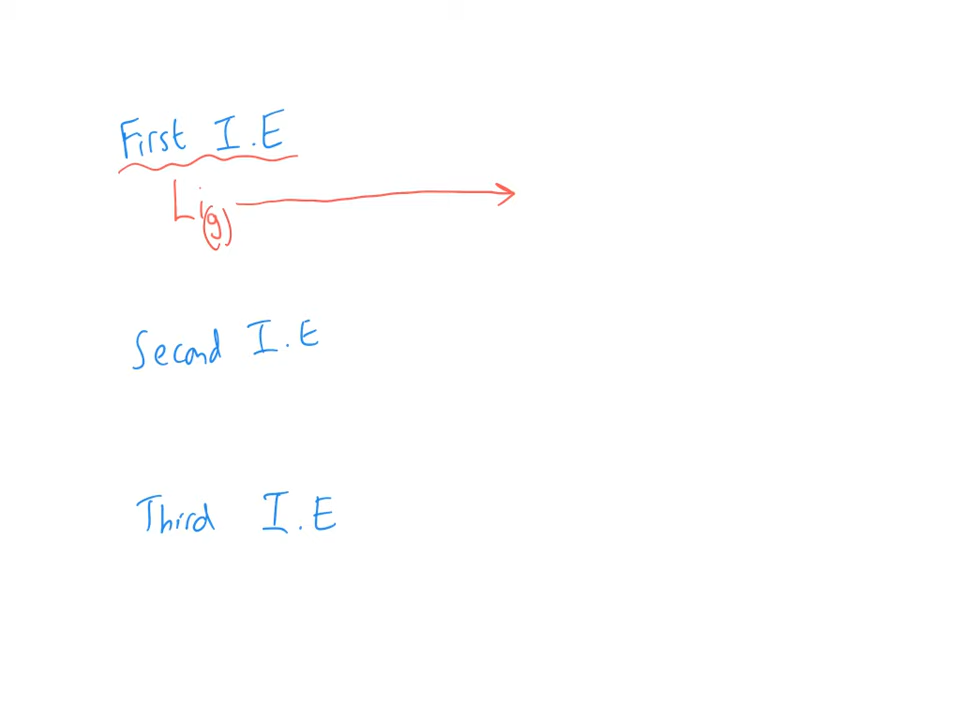 First I.E
Li(g) →
Second I.E
Third I.E